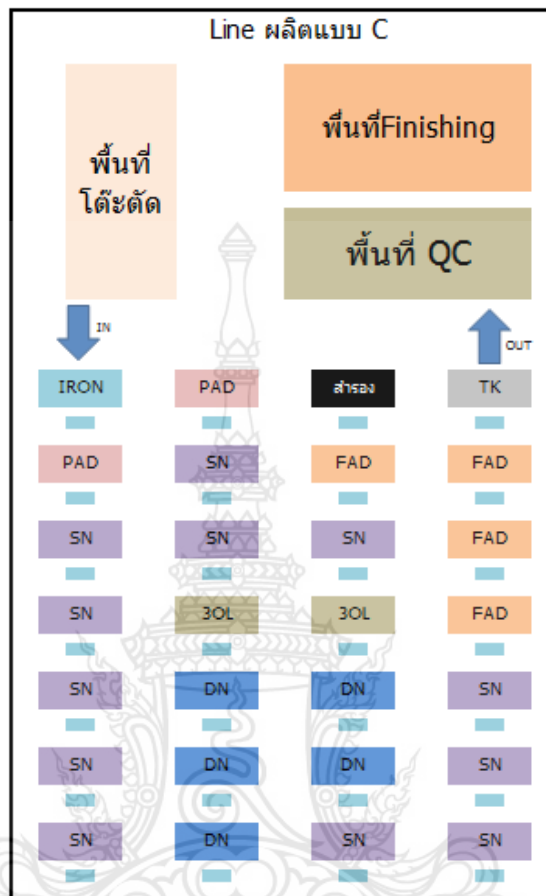 Line ผลิตแบบ C
พื้นที่
โต๊ะตัด
พื่นที่Finishing
พื้นที่ QC
IN
OUT
IRON PAD สำรอง TK
PAD SN FAD FAD
SN SN SN FAD
SN 3OL 3OL FAD
SN DN DN SN
SN DN DN SN
SN DN SN SN